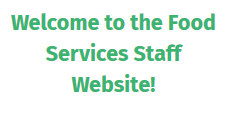 Welcome to the Food
Services Staff
Website!